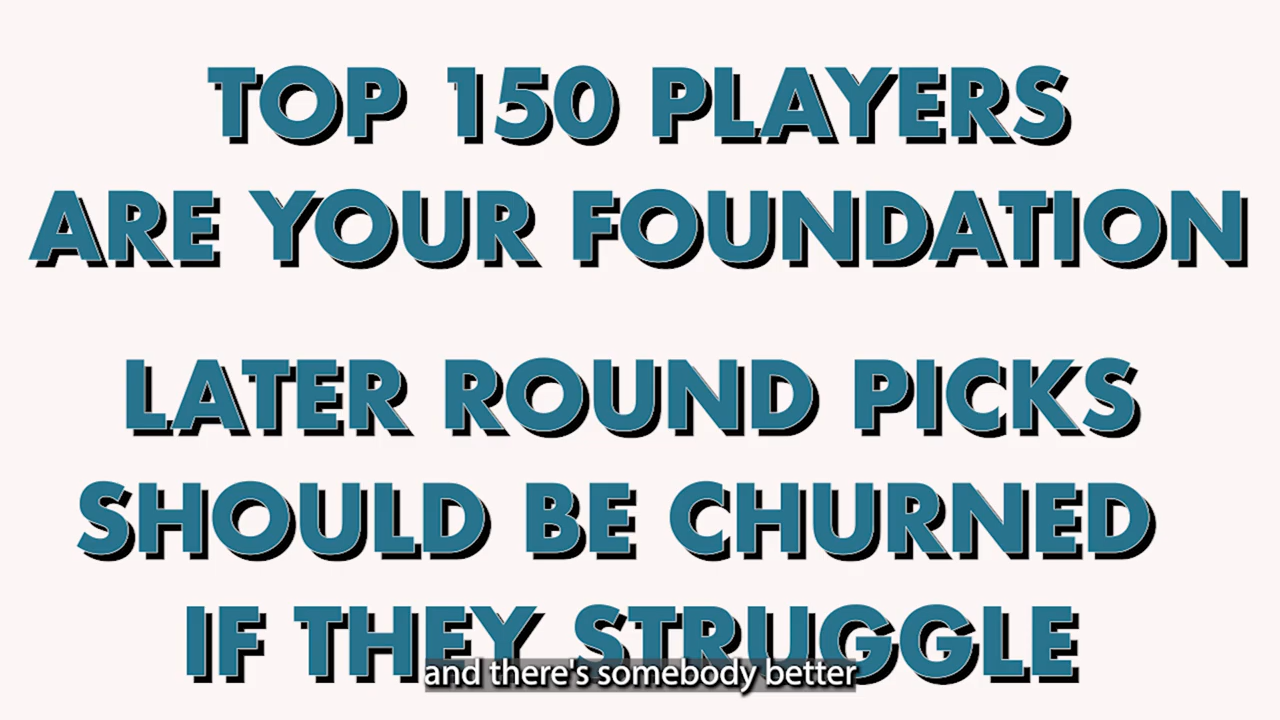 TOP 150 PLAYERS
ARE YOUR FOUNDATION
LATER ROUND PICKS
SHOULD BE CHURNED
IF THEY STRUGGLE
and there's somebody better